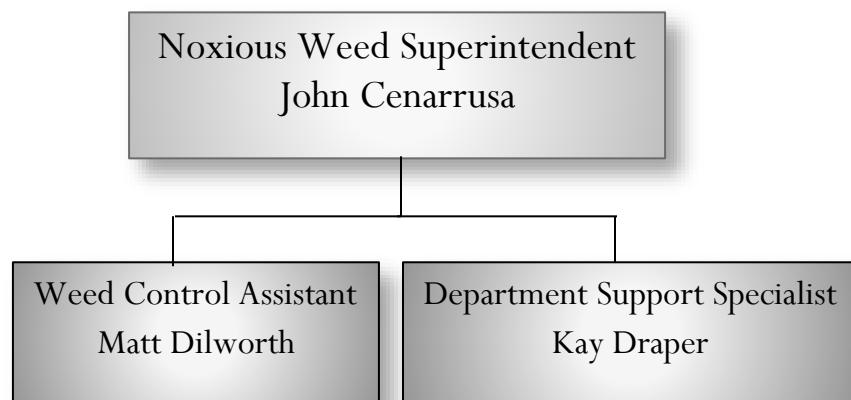 Noxious Weed Superintendent
John Cenarrusa
Weed Control Assistant
Matt Dilworth
Department Support Specialist
Kay Draper